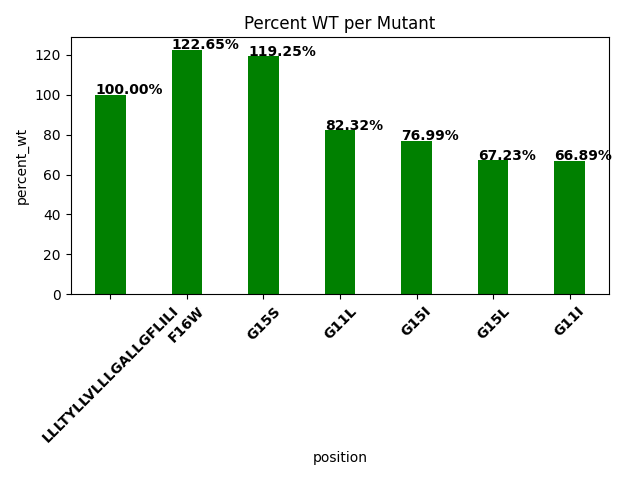 Percent WT per Mutant
percent_wt
120
100
80
60
40
20
0
100.00%
122.65%
119.25%
82.32%
76.99%
67.23%
66.89%
LLLTYLLVLLLGALLGFLILI
F16W
G15S
G11L
G15I
G15L
G11I
position